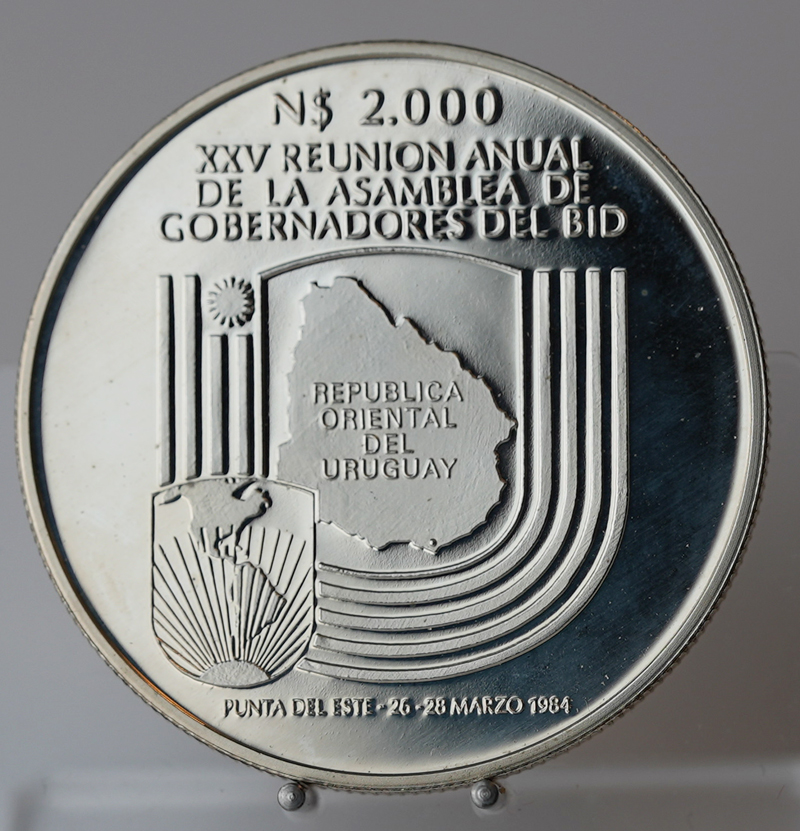 N$ 2.000
XXV REUNION ANUAL
DE LA ASAMBLEA DE
GOBERNADORES DEL BID
REPUBLICA
ORIENTAL
DEL
URUGUAY
PUNTA DEL ESTE · 26 · 28 MARZO 1984